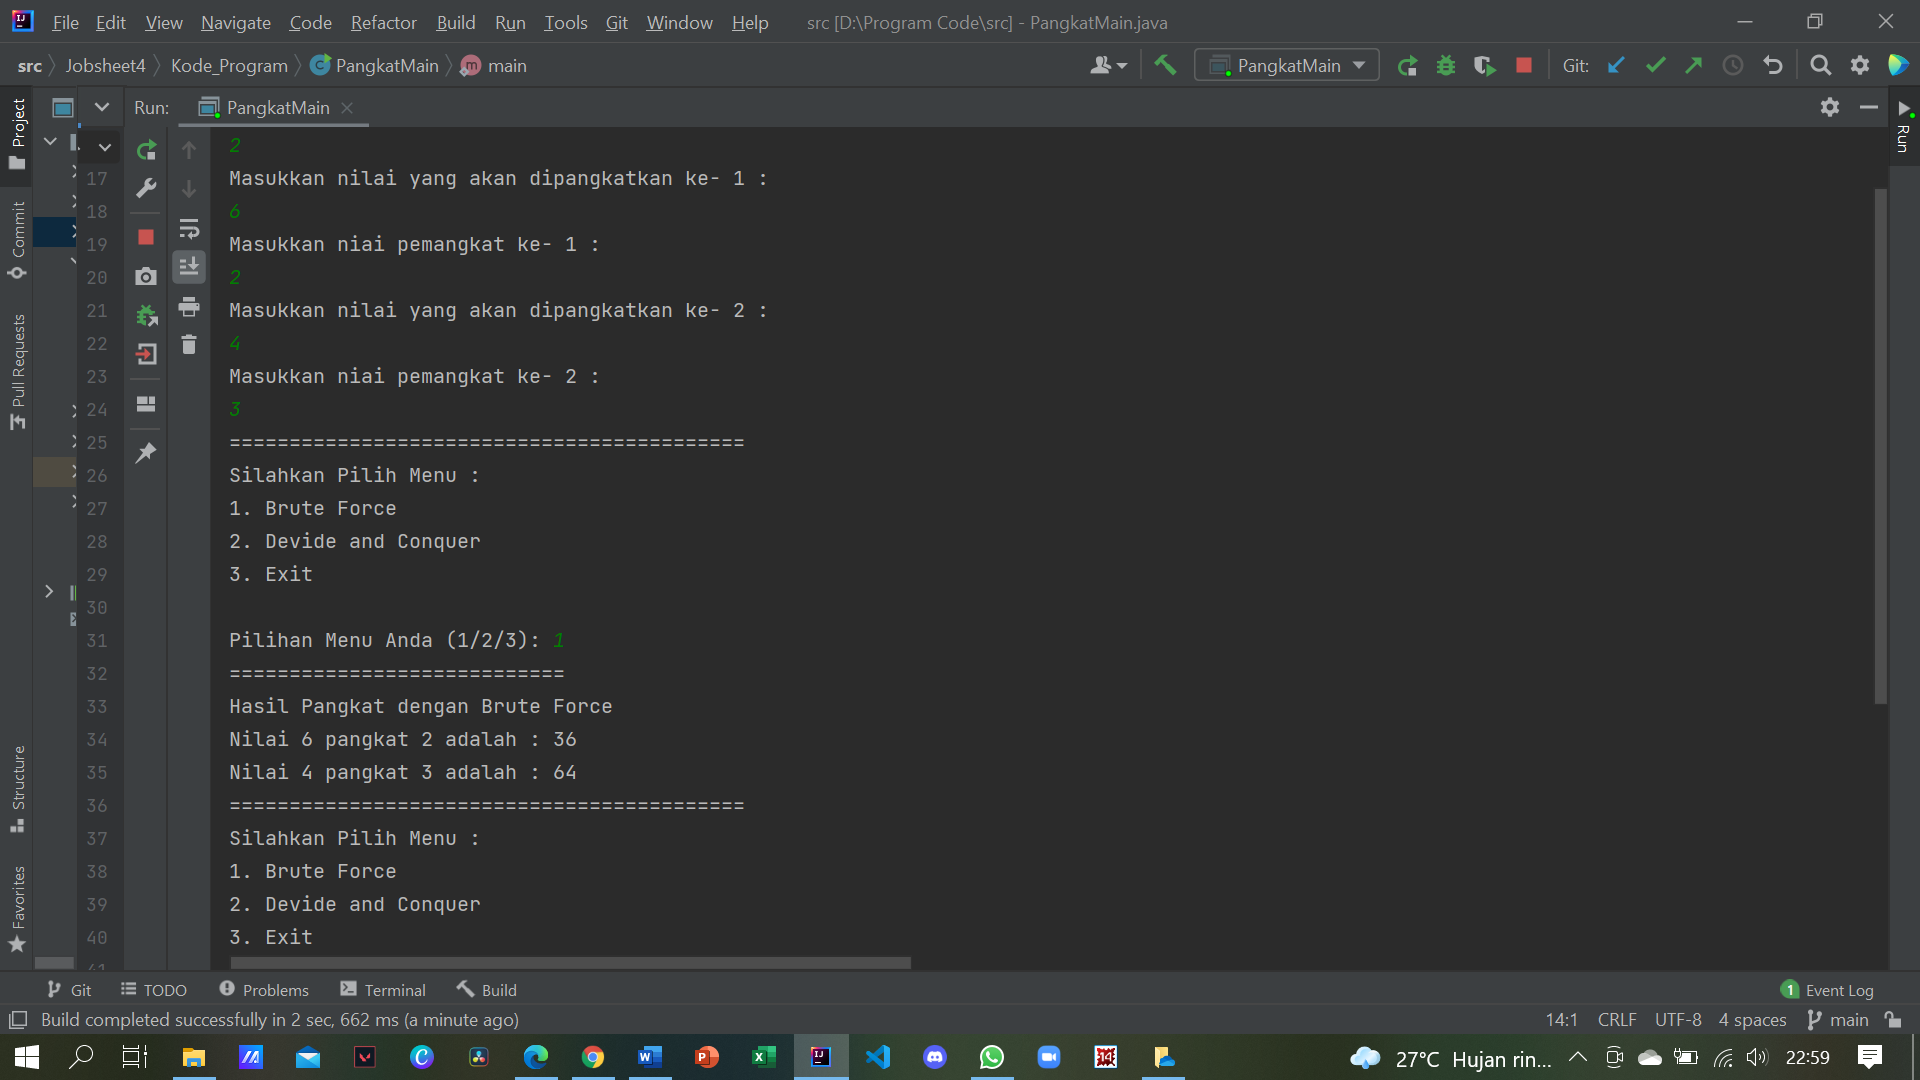 File Edit View Navigate Code Refactor Build Run Tools Git Window Help src [D:\Program Code\src] - PangkatMain.java
src Jobsheet4 Kode_Program PangkatMain main PangkatMain Git:
Project
Commit
Pull Requests
Structure
Favorites
Run: PangkatMain
Run
2
17 Masukkan nilai yang akan dipangkatkan ke- 1 :
18 6
19 Masukkan niai pemangkat ke- 1 :
20 2
21 Masukkan nilai yang akan dipangkatkan ke- 2 :
22 4
23 Masukkan niai pemangkat ke- 2 :
24 3
25 ===========================================
26 Silahkan Pilih Menu :
27 1. Brute Force
28 2. Devide and Conquer
29 3. Exit
30
31 Pilihan Menu Anda (1/2/3): 1
32 ============================
33 Hasil Pangkat dengan Brute Force
34 Nilai 6 pangkat 2 adalah : 36
35 Nilai 4 pangkat 3 adalah : 64
36 ===========================================
37 Silahkan Pilih Menu :
38 1. Brute Force
39 2. Devide and Conquer
40 3. Exit
Git TODO Problems Terminal Build 1 Event Log
Build completed successfully in 2 sec, 662 ms (a minute ago) 14:1 CRLF UTF-8 4 spaces main
27°C Hujan rin... 22:59